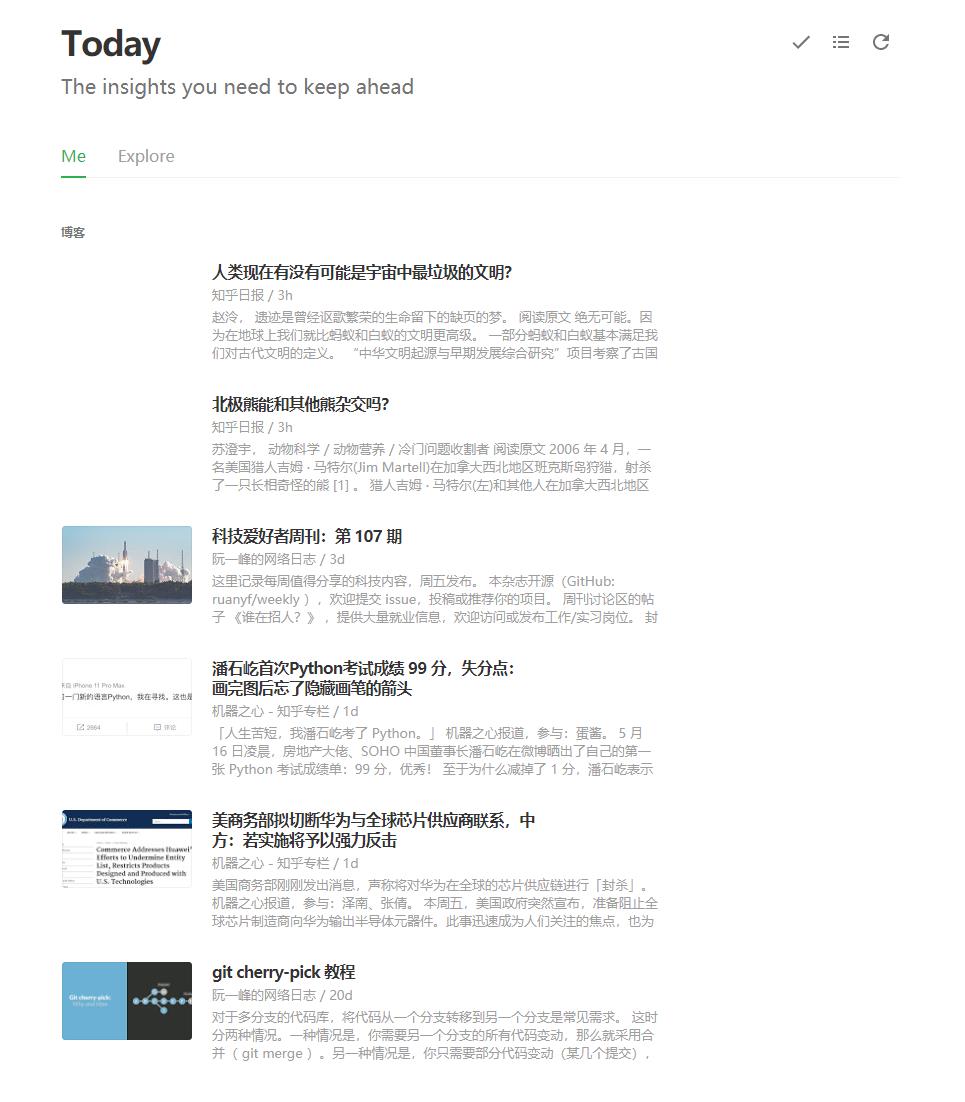 Today
The insights you need to keep ahead
Me
Explore
博客
人类现在有没有可能是宇宙中最垃圾的文明？
知乎日报 / 3h
赵泠， 遗迹是曾经讴歌繁荣的生命留下的缺页的梦。 阅读原文 绝无可能。因
为在地球上我们就比蚂蚁和白蚁的文明更高级。 一部分蚂蚁和白蚁基本满足我
们对古代文明的定义。 “中华文明起源与早期发展综合研究”项目考察了古国
北极熊能和其他熊杂交吗？
知乎日报 / 3h
苏澄宇， 动物科学 / 动物营养 / 冷门问题收割者 阅读原文 2006 年 4 月，一
名美国猎人吉姆 · 马特尔(Jim Martell)在加拿大西北地区班克斯岛狩猎，射杀
了一只长相奇怪的熊 [1] 。 猎人吉姆 · 马特尔(左)和其他人在加拿大西北地区
科技爱好者周刊：第 107 期
阮一峰的网络日志 / 3d
这里记录每周值得分享的科技内容，周五发布。 本杂志开源（GitHub:
ruanyf/weekly ），欢迎提交 issue，投稿或推荐你的项目。 周刊讨论区的帖
子 《谁在招人？》 ，提供大量就业信息，欢迎访问或发布工作/实习岗位。 封
来自 iPhone 11 Pro Max
一门新的语言Python，我在寻找。这也是
2664
评论
潘石屹首次Python考试成绩 99 分，失分点：
画完图后忘了隐藏画笔的箭头
机器之心 - 知乎专栏 / 1d
「人生苦短，我潘石屹考了 Python。」 机器之心报道，参与：蛋酱。 5 月
16 日凌晨，房地产大佬、SOHO 中国董事长潘石屹在微博晒出了自己的第一
张 Python 考试成绩单：99 分，优秀！ 至于为什么减掉了 1 分，潘石屹表示
U.S. Department of Commerce
Commerce Addresses Huawei’
Efforts to Undermine Entity
List, Restricts Products
Designed and Produced with
U.S. Technologies
美商务部拟切断华为与全球芯片供应商联系，中
方：若实施将予以强力反击
机器之心 - 知乎专栏 / 1d
美国商务部刚刚发出消息，声称将对华为在全球的芯片供应链进行「封杀」。
机器之心报道，参与：泽南、张倩。 本周五，美国政府突然宣布，准备阻止全
球芯片制造商向华为输出半导体元器件。此事迅速成为人们关注的焦点，也为
Git cherry-pick:
Why and How
git cherry-pick 教程
阮一峰的网络日志 / 20d
对于多分支的代码库，将代码从一个分支转移到另一个分支是常见需求。 这时
分两种情况。一种情况是，你需要另一个分支的所有代码变动，那么就采用合
并（ git merge ）。另一种情况是，你只需要部分代码变动（某几个提交），